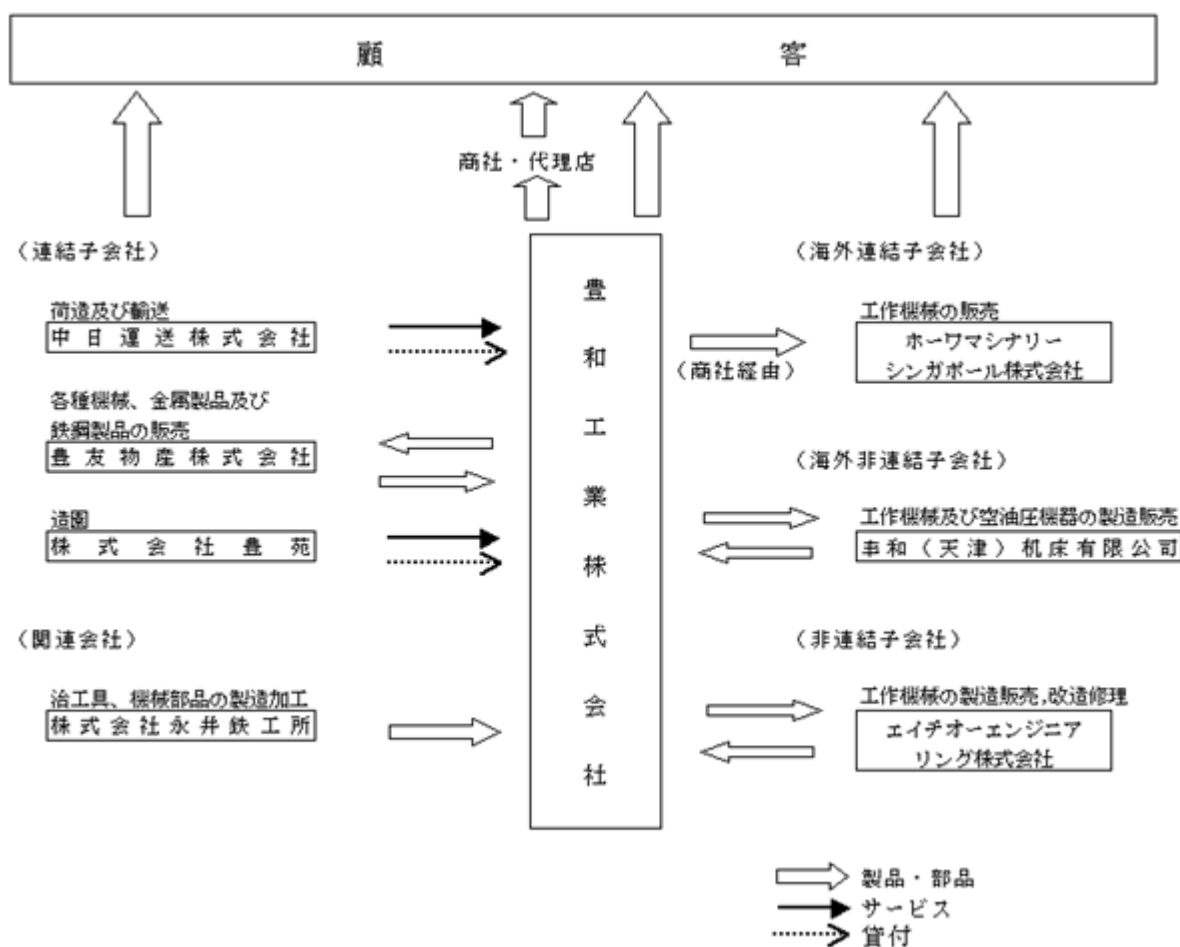 顧客
商社・代理店
（連結子会社）
荷造及び輸送
中日運送株式会社
各種機械、金属製品及び
鉄鋼製品の販売
豊友物産株式会社
造園
株式会社豊苑
（関連会社）
治工具、機械部品の製造加工
株式会社永井鉄工所
豊和工業株式会社
（海外連結子会社）
工作機械の販売
ホーワマシナリー
シンガポール株式会社
（商社経由）
（海外非連結子会社）
工作機械及び空油圧機器の製造販売
丰和（天津）机床有限公司
（非連結子会社）
工作機械の製造販売,改造修理
エイチオーエンジニア
リング株式会社
製品・部品
サービス
貸付